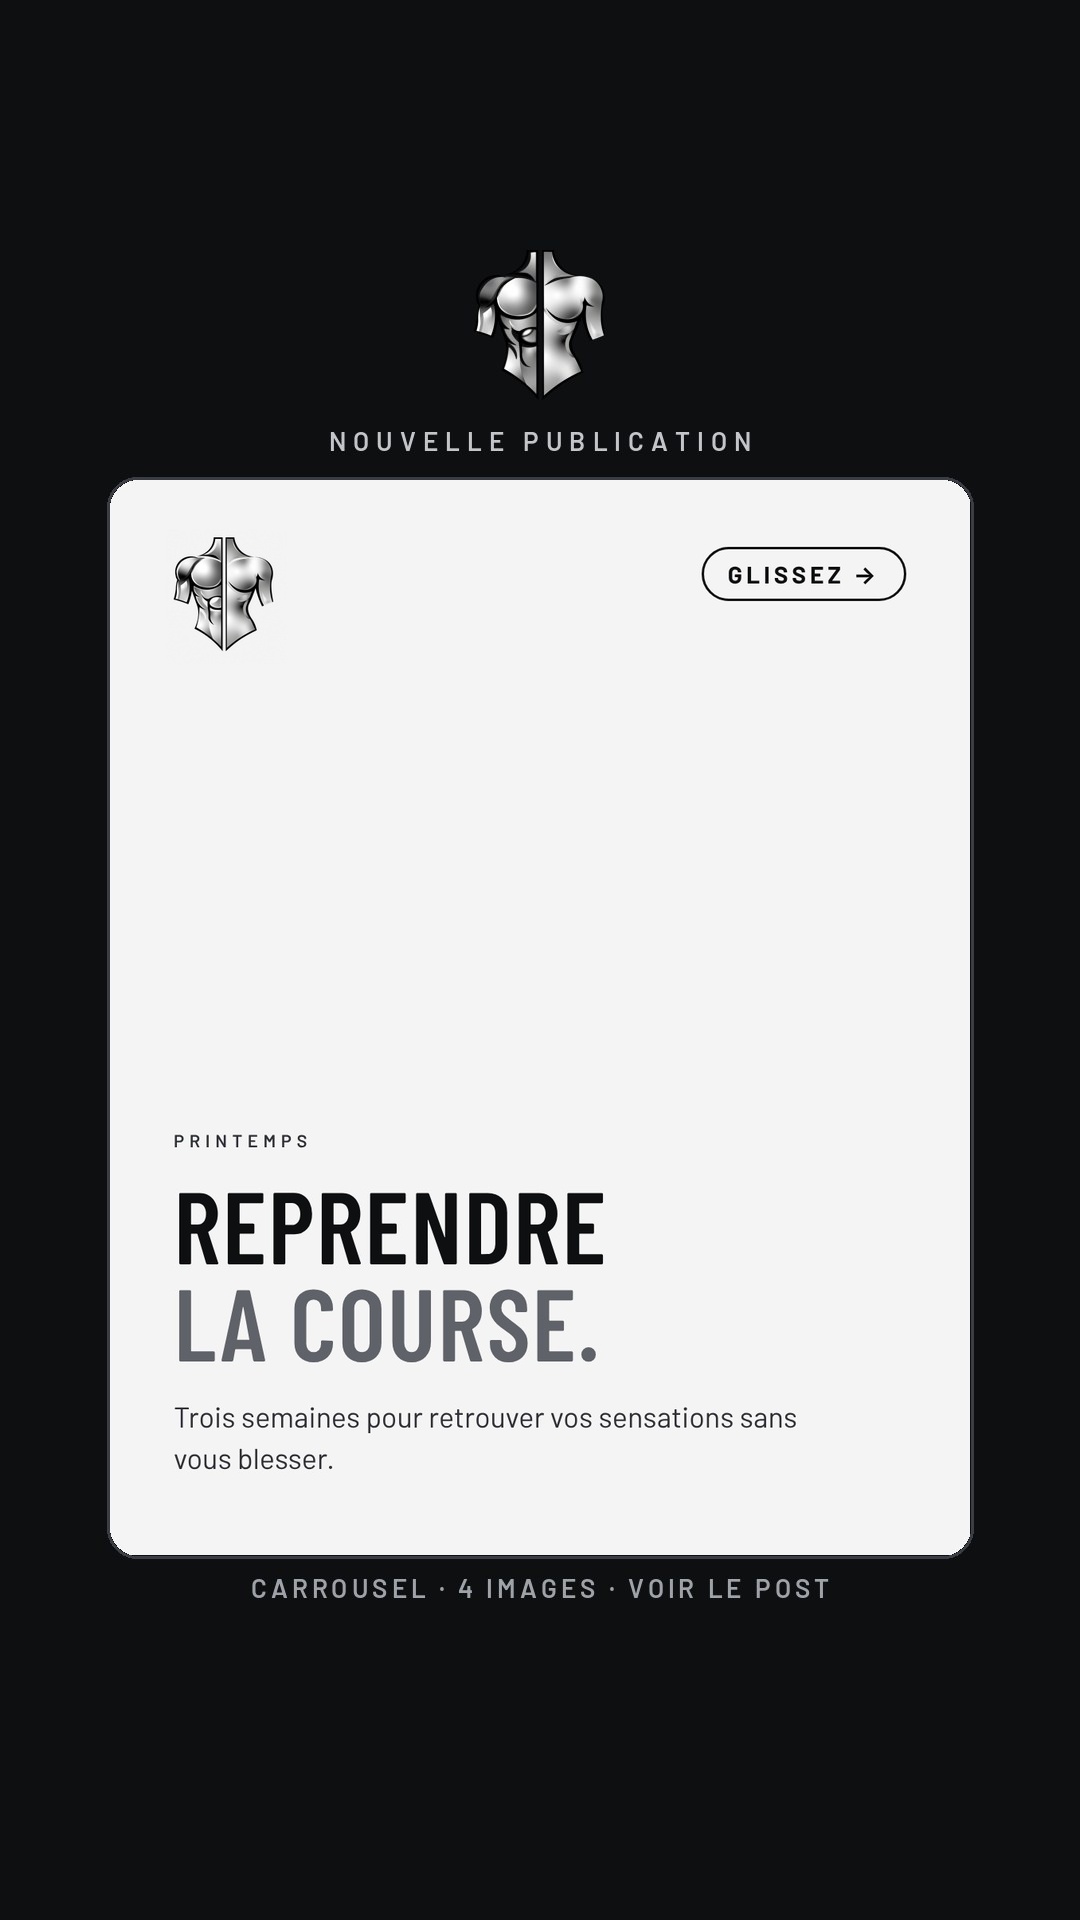 NOUVELLE PUBLICATION
GLISSEZ →
PRINTEMPS
REPRENDRE
LA COURSE.
Trois semaines pour retrouver vos sensations sans
vous blesser.
CARROUSEL · 4 IMAGES · VOIR LE POST